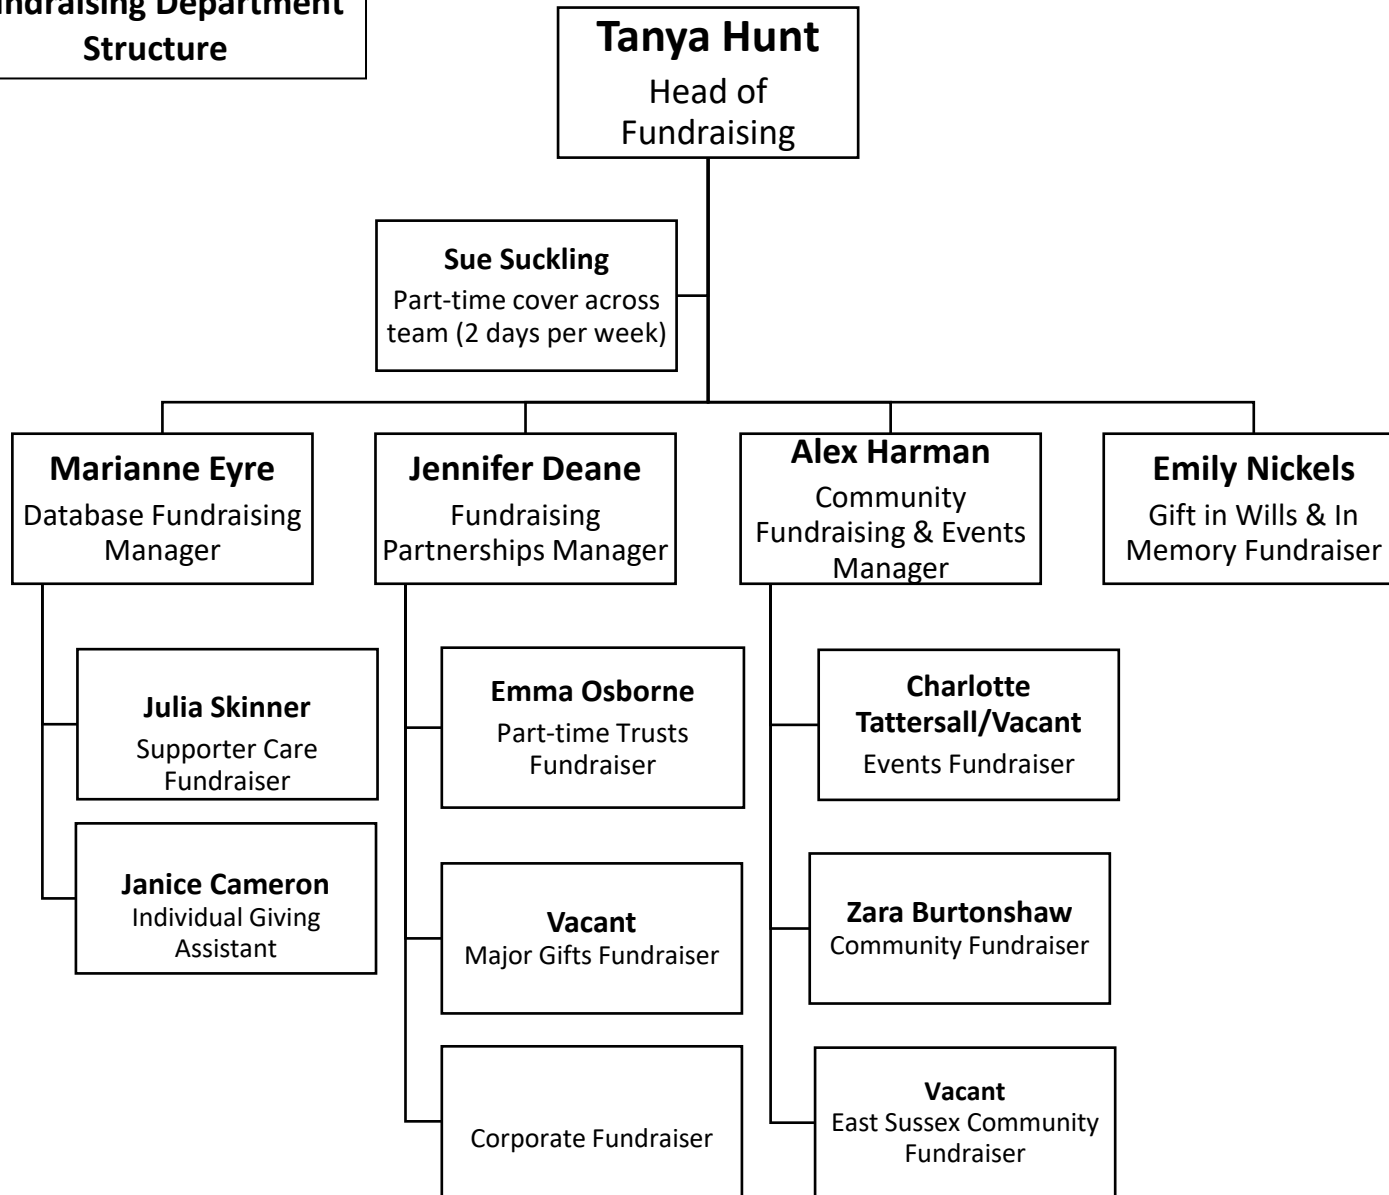 ndraising Department
Structure
Tanya Hunt
Head of
Fundraising
Sue Suckling
Part-time cover across
team (2 days per week)
Marianne Eyre
Database Fundraising
Manager
Jennifer Deane
Fundraising
Partnerships Manager
Alex Harman
Community
Fundraising & Events
Manager
Emily Nickels
Gift in Wills & In
Memory Fundraiser
Julia Skinner
Supporter Care
Fundraiser
Janice Cameron
Individual Giving
Assistant
Emma Osborne
Part-time Trusts
Fundraiser
Vacant
Major Gifts Fundraiser
Corporate Fundraiser
Charlotte
Tattersall/Vacant
Events Fundraiser
Zara Burtonshaw
Community Fundraiser
Vacant
East Sussex Community
Fundraiser